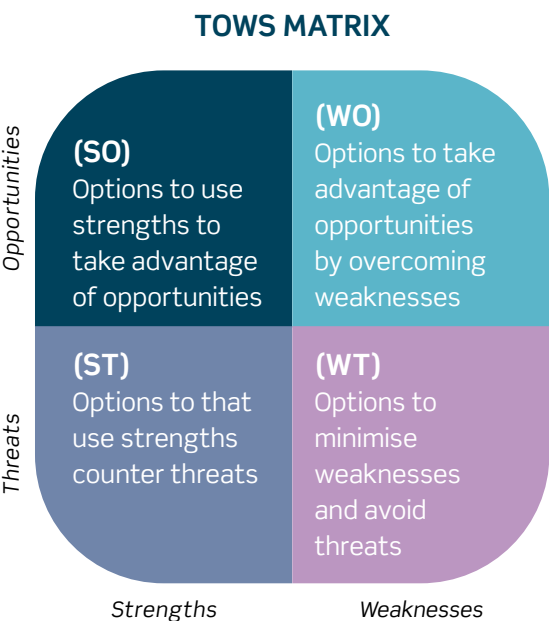 TOWS MATRIX
Opportunities
(SO)
Options to use
strengths to
take advantage
of opportunities
(WO)
Options to take
advantage of
opportunities
by overcoming
weaknesses
Threats
(ST)
Options to that
use strengths
counter threats
(WT)
Options to
minimise
weaknesses
and avoid
threats
Strengths
Weaknesses